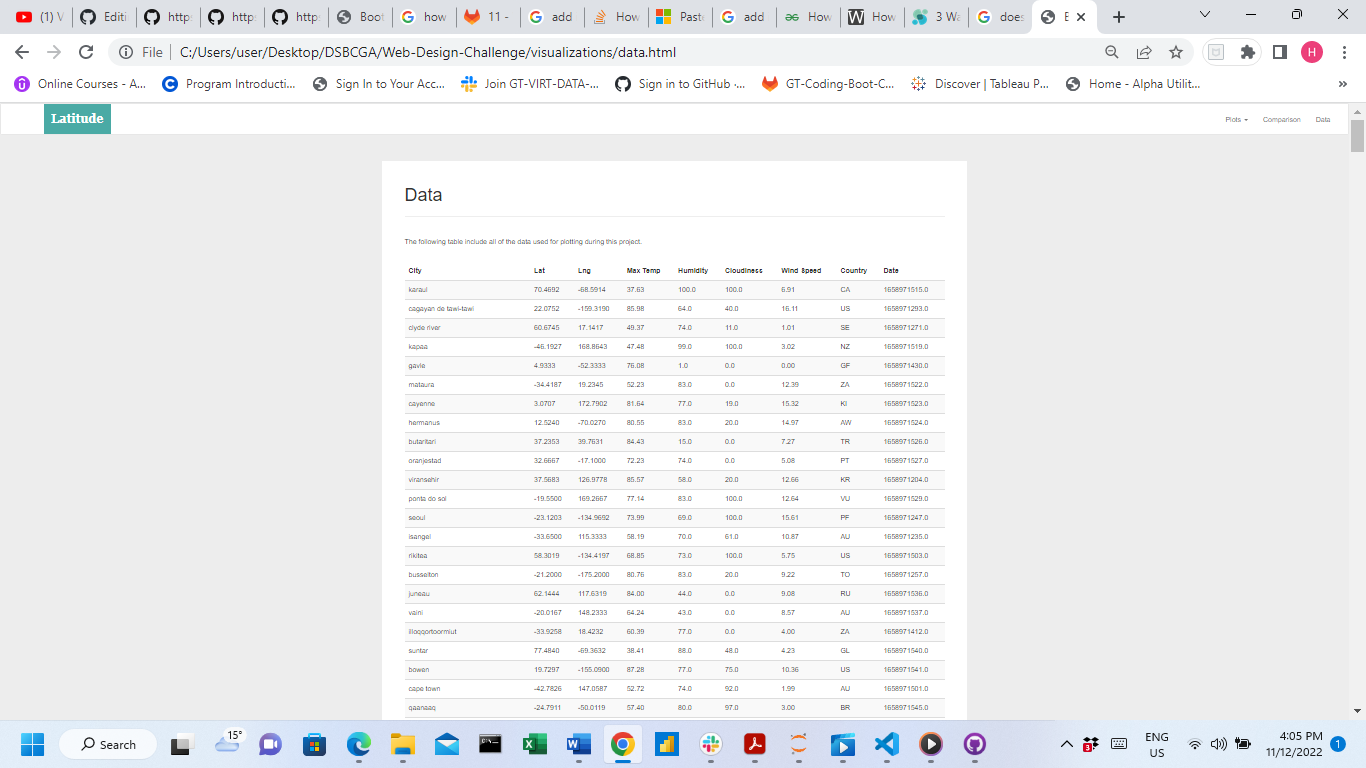 (1) V
Editi
https
https
https
Boot
how
11 -
add
How
Paste
add
How
How
3 Wa
does
File
C:/Users/user/Desktop/DSBCGA/Web-Design-Challenge/visualizations/data.html
H
Online Courses - A...
Program Introducti...
Sign In to Your Acc...
Join GT-VIRT-DATA-...
Sign in to GitHub ·...
GT-Coding-Boot-C...
Discover | Tableau P...
Home - Alpha Utilit...
»
Latitude
Plots
Comparison
Data
Data
The following table include all of the data used for plotting during this project.
City Lat Lng Max Temp Humidity Cloudiness Wind Speed Country Date
karaul 70.4692 -68.5914 37.63 100.0 100.0 6.91 CA 1658971515.0
cagayan de tawi-tawi 22.0752 -159.3190 85.98 64.0 40.0 16.11 US 1658971293.0
clyde river 60.6745 17.1417 49.37 74.0 11.0 1.01 SE 1658971271.0
kapaa -46.1927 168.8643 47.48 99.0 100.0 3.02 NZ 1658971519.0
gavle 4.9333 -52.3333 76.08 1.0 0.0 0.00 GF 1658971430.0
mataura -34.4187 19.2345 52.23 83.0 0.0 12.39 ZA 1658971522.0
cayenne 3.0707 172.7902 81.64 77.0 19.0 15.32 KI 1658971523.0
hermanus 12.5240 -70.0270 80.55 83.0 20.0 14.97 AW 1658971524.0
butaritari 37.2353 39.7631 84.43 15.0 0.0 7.27 TR 1658971526.0
oranjestad 32.6667 -17.1000 72.23 74.0 0.0 5.08 PT 1658971527.0
viransehir 37.5683 126.9778 85.57 58.0 20.0 12.66 KR 1658971204.0
ponta do sol -19.5500 169.2667 77.14 83.0 100.0 12.64 VU 1658971529.0
seoul -23.1203 -134.9692 73.99 69.0 100.0 15.61 PF 1658971247.0
isangel -33.6500 115.3333 58.19 70.0 61.0 10.87 AU 1658971235.0
rikitea 58.3019 -134.4197 68.85 73.0 100.0 5.75 US 1658971503.0
busselton -21.2000 -175.2000 80.76 83.0 20.0 9.22 TO 1658971257.0
juneau 62.1444 117.6319 84.00 44.0 0.0 9.08 RU 1658971536.0
vaini -20.0167 148.2333 64.24 43.0 0.0 8.57 AU 1658971537.0
illoqqortoormiut -33.9258 18.4232 60.39 77.0 0.0 4.00 ZA 1658971412.0
suntar 77.4840 -69.3632 38.41 88.0 48.0 4.23 GL 1658971540.0
bowen 19.7297 -155.0900 87.28 77.0 75.0 10.36 US 1658971541.0
cape town -42.7826 147.0587 52.72 74.0 92.0 1.99 AU 1658971501.0
qaanaaq -24.7911 -50.0119 57.40 80.0 97.0 3.00 BR 1658971545.0
Search
15°
3
ENG
US
4:05 PM
11/12/2022
1